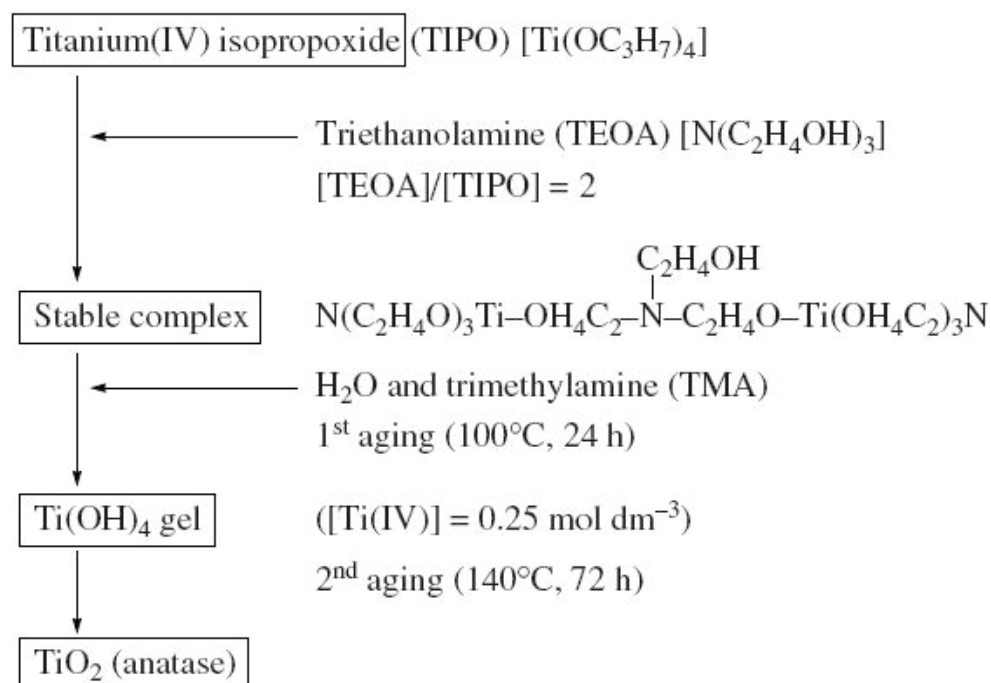 Titanium(IV) isopropoxide (TIPO) [Ti(OC₃H₇)₄]
Triethanolamine (TEOA) [N(C₂H₄OH)₃]
[TEOA]/[TIPO] = 2
C₂H₄OH
Stable complex N(C₂H₄O)₃Ti–OH₄C₂–N–C₂H₄O–Ti(OH₄C₂)₃N
H₂O and trimethylamine (TMA)
1ˢᵗ aging (100°C, 24 h)
Ti(OH)₄ gel ([Ti(IV)] = 0.25 mol dm⁻³)
2ⁿᵈ aging (140°C, 72 h)
TiO₂ (anatase)